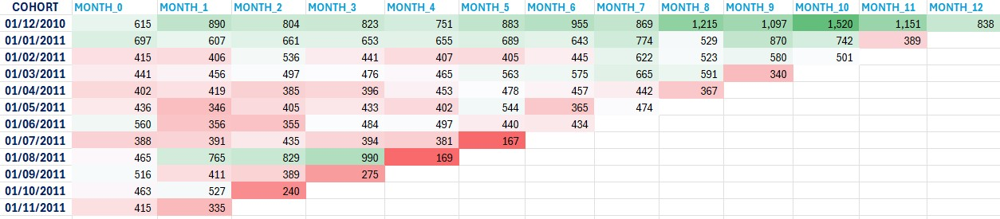 COHORT MONTH_0 MONTH_1 MONTH_2 MONTH_3 MONTH_4 MONTH_5 MONTH_6 MONTH_7 MONTH_8 MONTH_9 MONTH_10 MONTH_11 MONTH_12
01/12/2010 615 890 804 823 751 883 955 869 1,215 1,097 1,520 1,151 838
01/01/2011 697 607 661 653 655 689 643 774 529 870 742 389
01/02/2011 415 406 536 441 407 405 445 622 523 580 501
01/03/2011 441 456 497 476 465 563 575 665 591 340
01/04/2011 402 419 385 396 453 478 457 442 367
01/05/2011 436 346 405 433 402 544 365 474
01/06/2011 560 356 355 484 497 440 434
01/07/2011 388 391 435 394 381 167
01/08/2011 465 765 829 990 169
01/09/2011 516 411 389 275
01/10/2011 463 527 240
01/11/2011 415 335